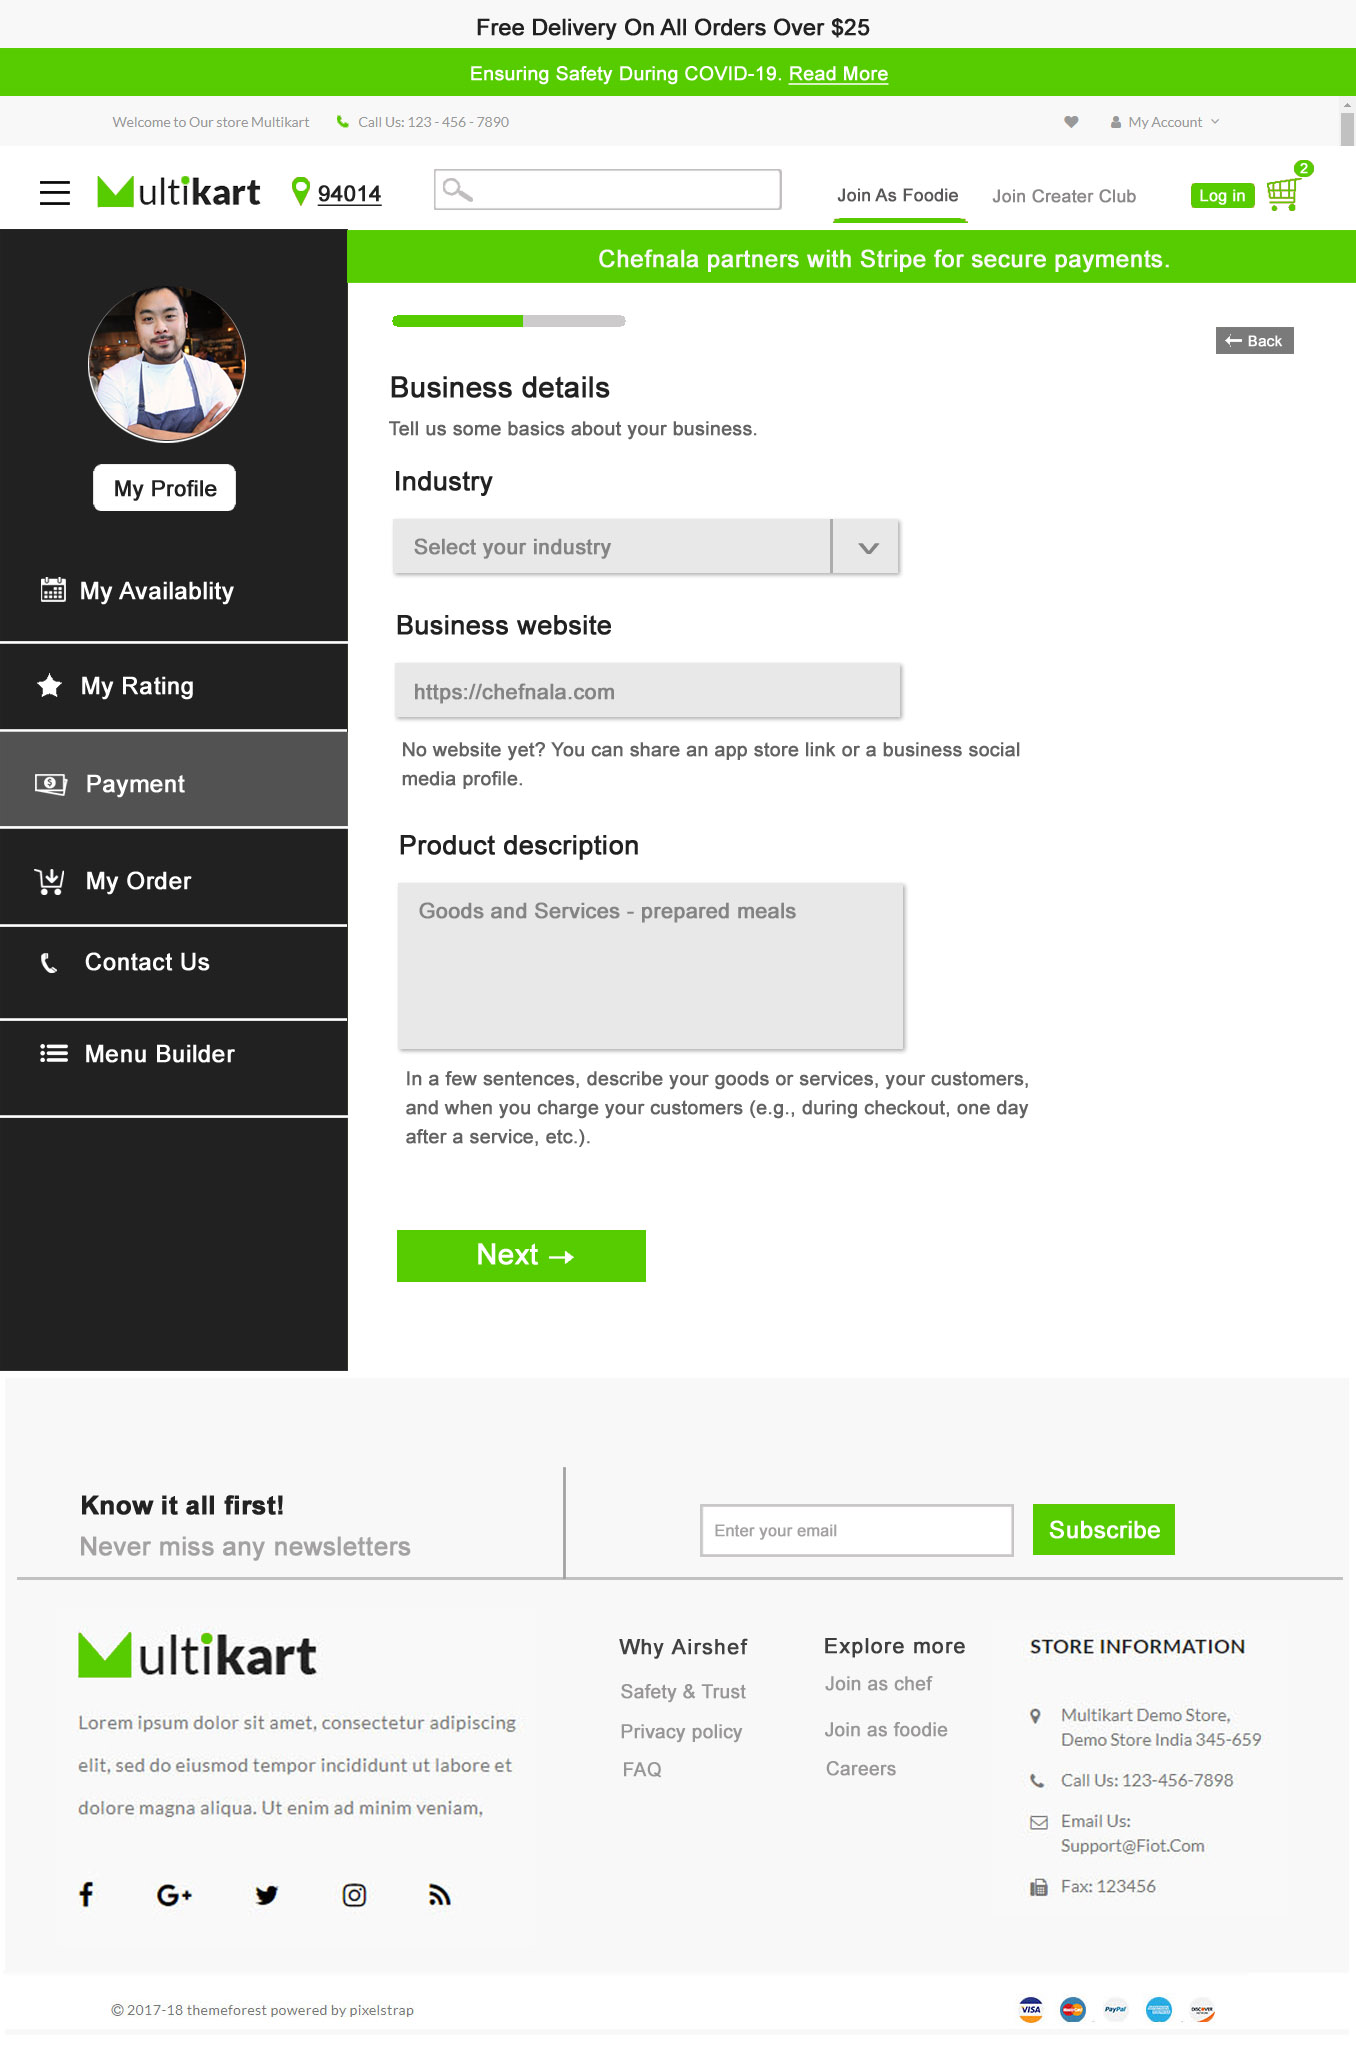 Free Delivery On All Orders Over $25
Ensuring Safety During COVID-19. Read More
Welcome to Our store Multikart
Call Us: 123 - 456 - 7890
My Account
Multikart
94014
Join As Foodie
Join Creater Club
Log in
2
Chefnala partners with Stripe for secure payments.
Back
My Profile
My Availablity
My Rating
Payment
My Order
Contact Us
Menu Builder
Business details
Tell us some basics about your business.
Industry
Select your industry
Business website
https://chefnala.com
No website yet? You can share an app store link or a business social
media profile.
Product description
Goods and Services - prepared meals
In a few sentences, describe your goods or services, your customers,
and when you charge your customers (e.g., during checkout, one day
after a service, etc.).
Next
Know it all first!
Never miss any newsletters
Enter your email
Subscribe
Multikart
Lorem ipsum dolor sit amet, consectetur adipiscing
elit, sed do eiusmod tempor incididunt ut labore et
dolore magna aliqua. Ut enim ad minim veniam,
Why Airshef
Safety & Trust
Privacy policy
FAQ
Explore more
Join as chef
Join as foodie
Careers
STORE INFORMATION
Multikart Demo Store,
Demo Store India 345-659
Call Us: 123-456-7898
Email Us:
Support@Fiot.Com
Fax: 123456
© 2017-18 themeforest powered by pixelstrap
VISA
PayPal
DISCOVER